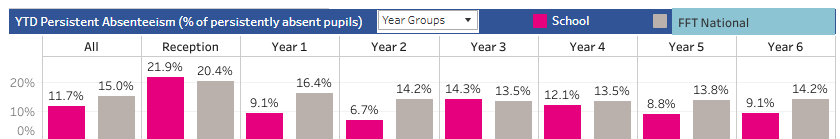 YTD Persistent Absenteeism (% of persistently absent pupils) Year Groups School FFT National
All Reception Year 1 Year 2 Year 3 Year 4 Year 5 Year 6
20% 10% 0%
11.7% 15.0% 21.9% 20.4% 9.1% 16.4% 6.7% 14.2% 14.3% 13.5% 12.1% 13.5% 8.8% 13.8% 9.1% 14.2%